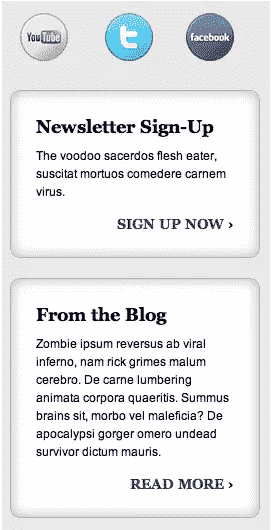 YouTube t facebook
Newsletter Sign-Up
The voodoo sacerdos flesh eater,
suscitat mortuos comedere carnem
virus.
SIGN UP NOW ›
From the Blog
Zombie ipsum reversus ab viral
inferno, nam rick grimes malum
cerebro. De carne lumbering
animata corpora quaeritis. Summus
brains sit, morbo vel maleficia? De
apocalypsi gorger omero undead
survivor dictum mauris.
READ MORE ›